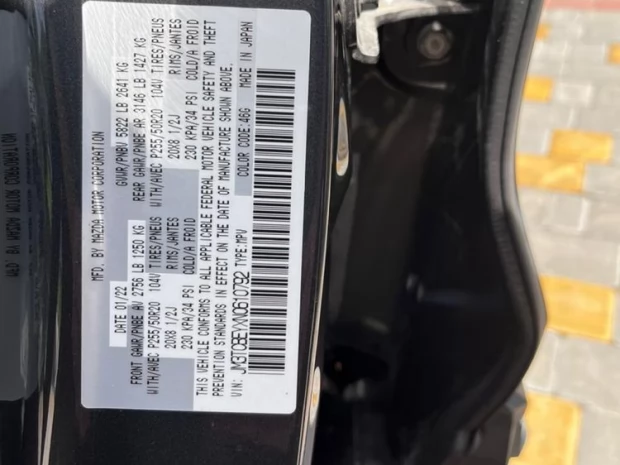 MFD. BY MAZDA MOTOR CORPORATION
DATE 01/22 GVWR/PNBV 5822 LB 2641 KG
FRONT GAWR/PNBE AV 2756 LB 1250 KG REAR GAWR/PNBE AR 3146 LB 1427 KG
WITH/AVEC P255/50R20 104V TIRES/PNEUS WITH/AVEC P255/50R20 104V TIRES/PNEUS
20X8 1/2J RIMS/JANTES 20X8 1/2J RIMS/JANTES
230 KPA/34 PSI COLD/A FROID 230 KPA/34 PSI COLD/A FROID
THIS VEHICLE CONFORMS TO ALL APPLICABLE FEDERAL MOTOR VEHICLE SAFETY AND THEFT
PREVENTION STANDARDS IN EFFECT ON THE DATE OF MANUFACTURE SHOWN ABOVE.
COLOR CODE:46G MADE IN JAPAN
VIN: TYPE:MPV